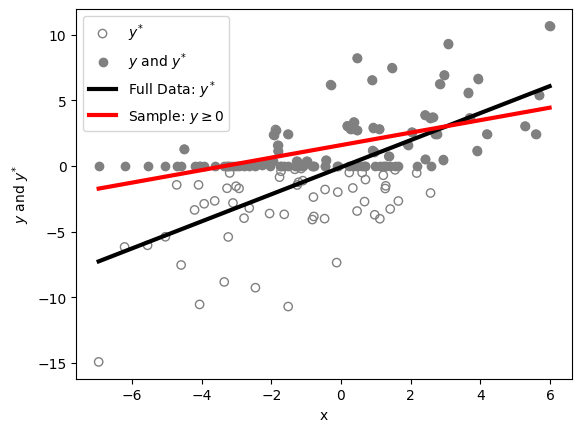 y*
y and y*
Full Data: y*
Sample: y ≥ 0
10
5
0
−5
−10
−15
y and y*
−6
−4
−2
0
2
4
6
x